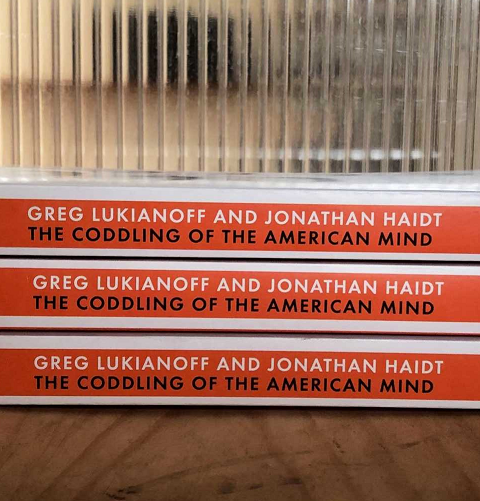 GREG LUKIANOFF AND JONATHAN HAIDT
THE CODDLING OF THE AMERICAN MIND
GREG LUKIANOFF AND JONATHAN HAIDT
THE CODDLING OF THE AMERICAN MIND
GREG LUKIANOFF AND JONATHAN HAIDT
THE CODDLING OF THE AMERICAN MIND